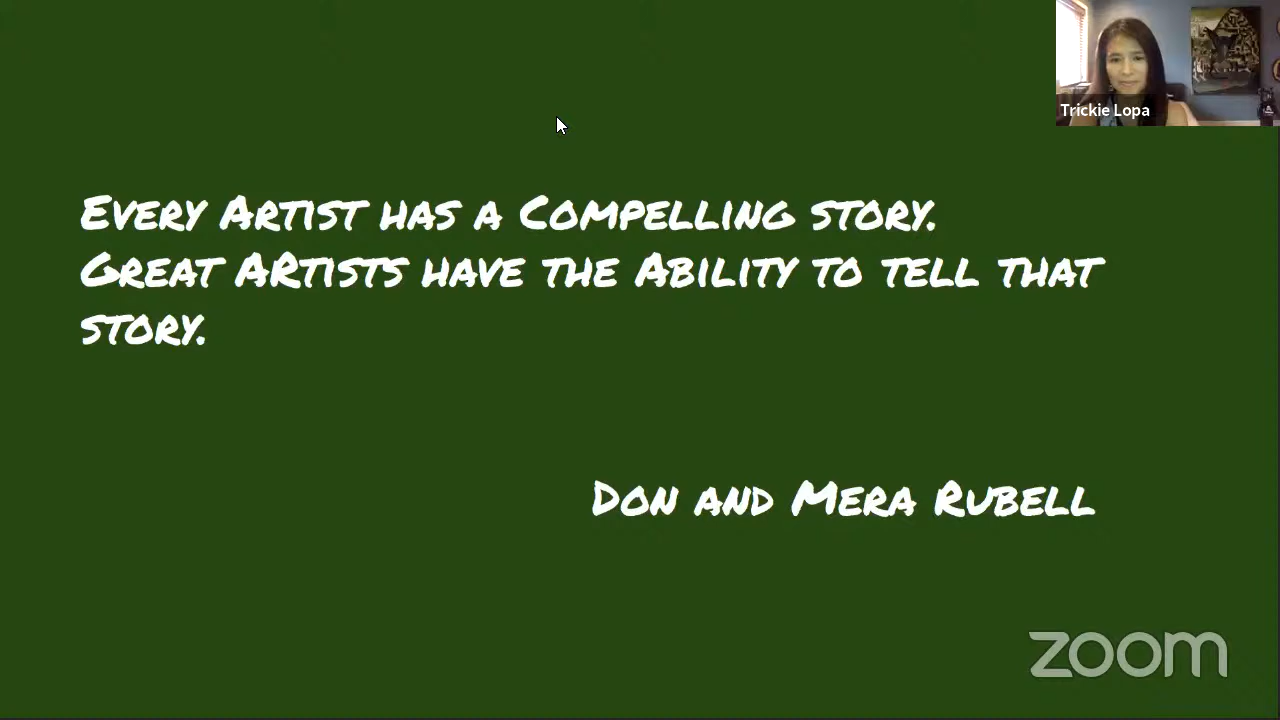 Trickie Lopa
EVERY ARTIST HAS A COMPELLING STORY.
GREAT ARTISTS HAVE THE ABILITY TO TELL THAT
STORY.
DON AND MERA RUBELL
zoom